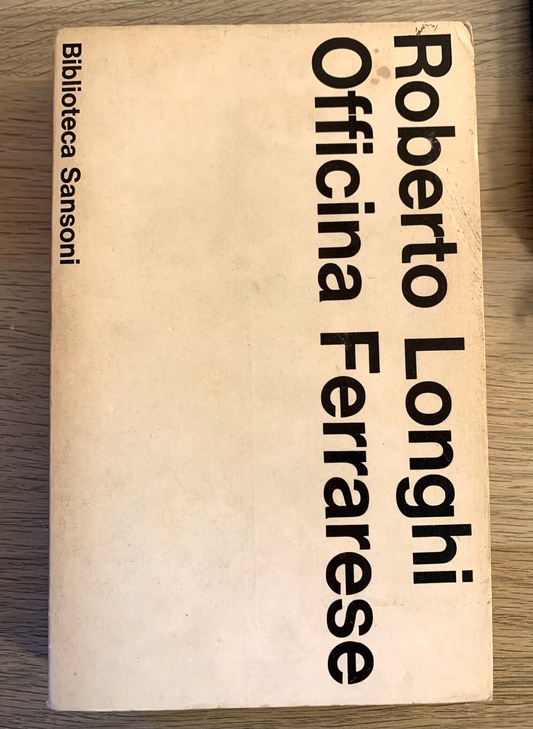 Roberto Longhi
Officina Ferrarese
Biblioteca Sansoni